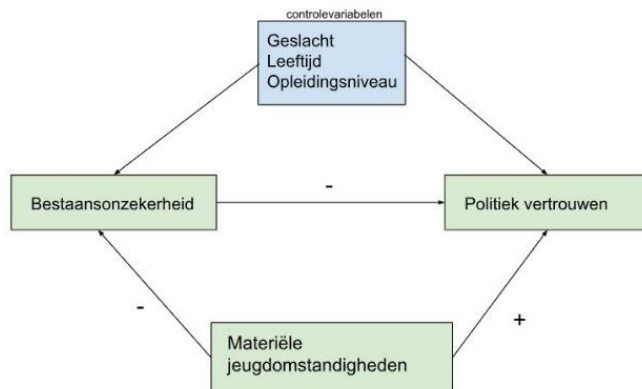 controlevariabelen
Geslacht
Leeftijd
Opleidingsniveau
-
Bestaansonzekerheid
Politiek vertrouwen
-
+
Materiële
jeugdomstandigheden